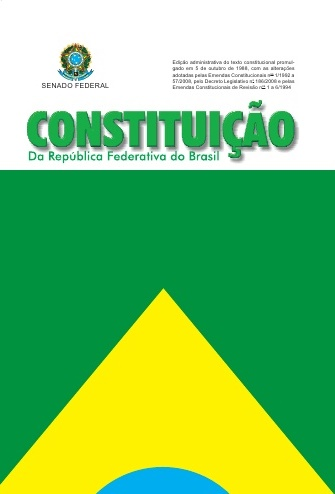 SENADO FEDERAL
Edição administrativa do texto constitucional promul-
gado em 5 de outubro de 1988, com as alterações
adotadas pelas Emendas Constitucionais nos 1/1992 a
57/2008, pelo Decreto Legislativo nº 186/2008 e pelas
Emendas Constitucionais de Revisão nos 1 a 6/1994
CONSTITUIÇÃO
Da República Federativa do Brasil